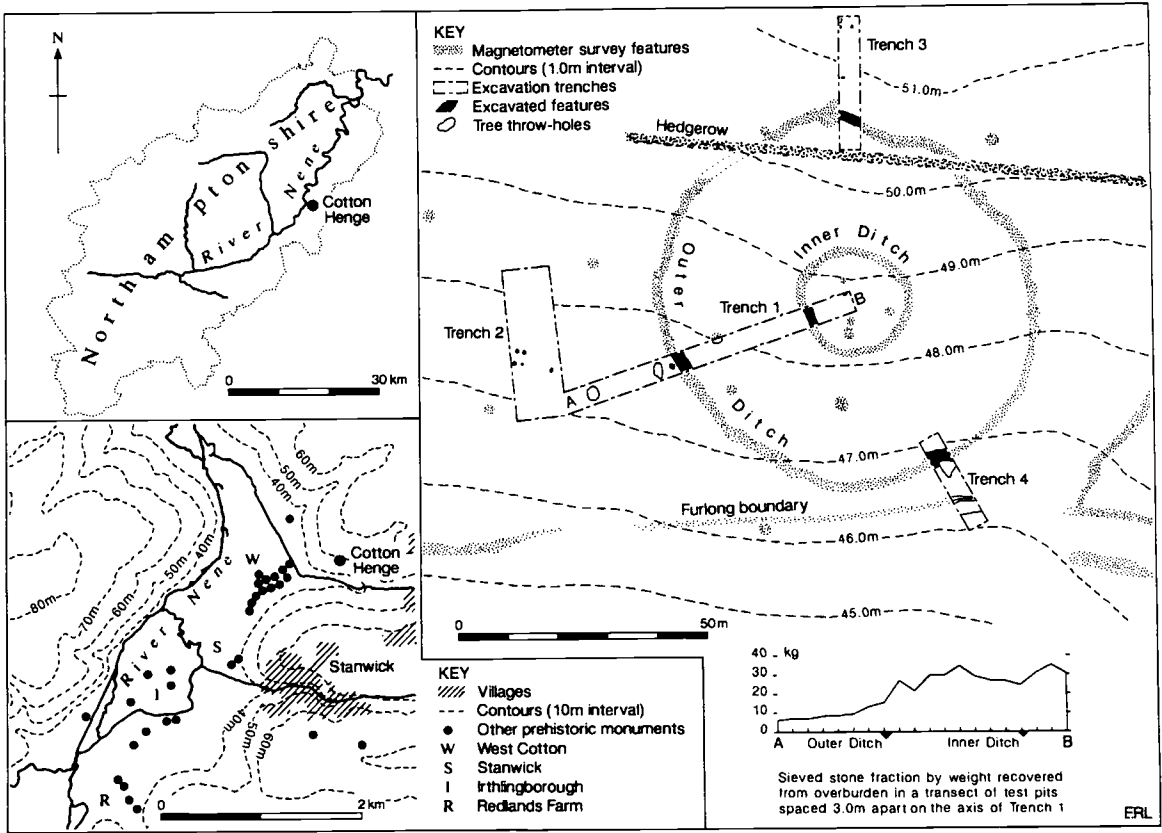 N
Northamptonshire
River Nene
Cotton
Henge
0 30 km
60m
50m
40m
40m
50m
60m
70m
80m
River Nene
W
Cotton
Henge
S
Stanwick
I
R
40m
50m
60m
0 2 km
KEY
Magnetometer survey features
Contours (1.0m interval)
Excavation trenches
Excavated features
Tree throw-holes
Trench 3
51.0m
Hedgerow
50.0m
Inner Ditch
Outer Ditch
49.0m
Trench 1
B
Trench 2
48.0m
A
47.0m
Trench 4
Furlong boundary
46.0m
45.0m
0 50m
KEY
Villages
Contours (10m interval)
Other prehistoric monuments
W West Cotton
S Stanwick
I Irthlingborough
R Redlands Farm
40 kg
30
20
10
0
A Outer Ditch Inner Ditch B
Sieved stone fraction by weight recovered
from overburden in a transect of test pits
spaced 3.0m apart on the axis of Trench 1
ERL